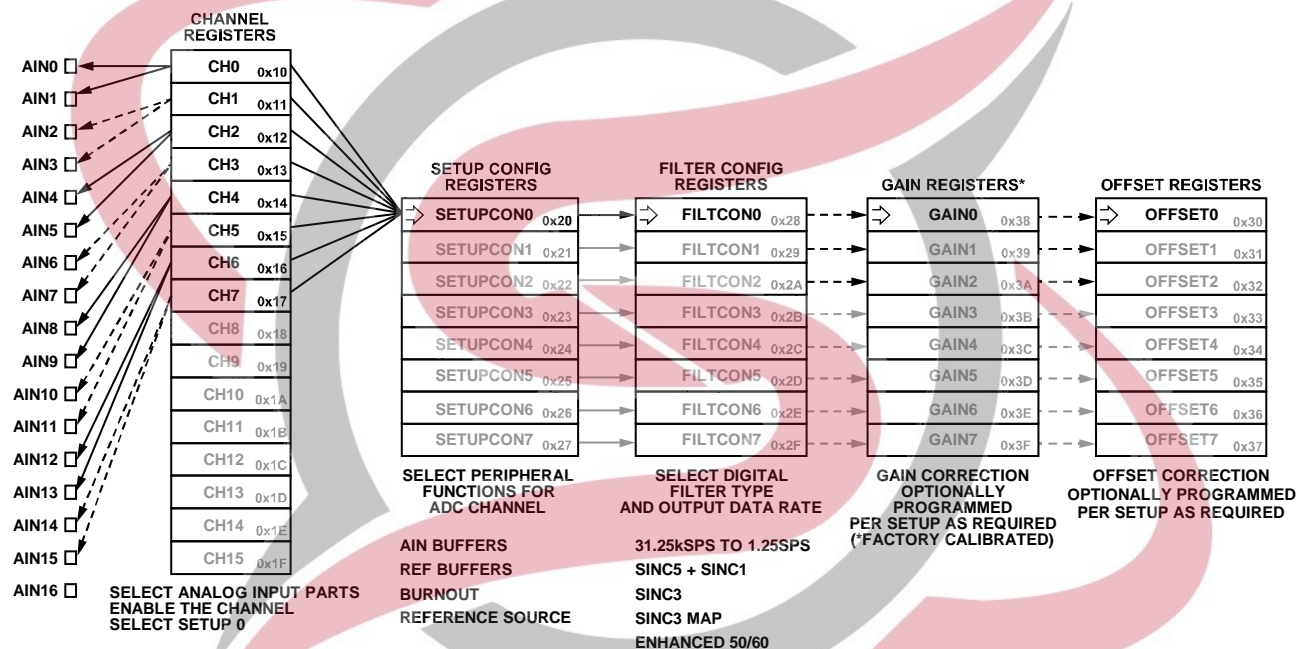 CHANNEL
REGISTERS
AIN0
AIN1
AIN2
AIN3
AIN4
AIN5
AIN6
AIN7
AIN8
AIN9
AIN10
AIN11
AIN12
AIN13
AIN14
AIN15
AIN16
CH0 0x10
CH1 0x11
CH2 0x12
CH3 0x13
CH4 0x14
CH5 0x15
CH6 0x16
CH7 0x17
CH8 0x18
CH9 0x19
CH10 0x1A
CH11 0x1B
CH12 0x1C
CH13 0x1D
CH14 0x1E
CH15 0x1F
SELECT ANALOG INPUT PARTS
ENABLE THE CHANNEL
SELECT SETUP 0
SETUP CONFIG
REGISTERS
SETUPCON0 0x20
SETUPCON1 0x21
SETUPCON2 0x22
SETUPCON3 0x23
SETUPCON4 0x24
SETUPCON5 0x25
SETUPCON6 0x26
SETUPCON7 0x27
SELECT PERIPHERAL
FUNCTIONS FOR
ADC CHANNEL
AIN BUFFERS
REF BUFFERS
BURNOUT
REFERENCE SOURCE
FILTER CONFIG
REGISTERS
FILTCON0 0x28
FILTCON1 0x29
FILTCON2 0x2A
FILTCON3 0x2B
FILTCON4 0x2C
FILTCON5 0x2D
FILTCON6 0x2E
FILTCON7 0x2F
SELECT DIGITAL
FILTER TYPE
AND OUTPUT DATA RATE
31.25kSPS TO 1.25SPS
SINC5 + SINC1
SINC3
SINC3 MAP
ENHANCED 50/60
GAIN REGISTERS*
GAIN0 0x38
GAIN1 0x39
GAIN2 0x3A
GAIN3 0x3B
GAIN4 0x3C
GAIN5 0x3D
GAIN6 0x3E
GAIN7 0x3F
GAIN CORRECTION
OPTIONALLY
PROGRAMMED
PER SETUP AS REQUIRED
(*FACTORY CALIBRATED)
OFFSET REGISTERS
OFFSET0 0x30
OFFSET1 0x31
OFFSET2 0x32
OFFSET3 0x33
OFFSET4 0x34
OFFSET5 0x35
OFFSET6 0x36
OFFSET7 0x37
OFFSET CORRECTION
OPTIONALLY PROGRAMMED
PER SETUP AS REQUIRED